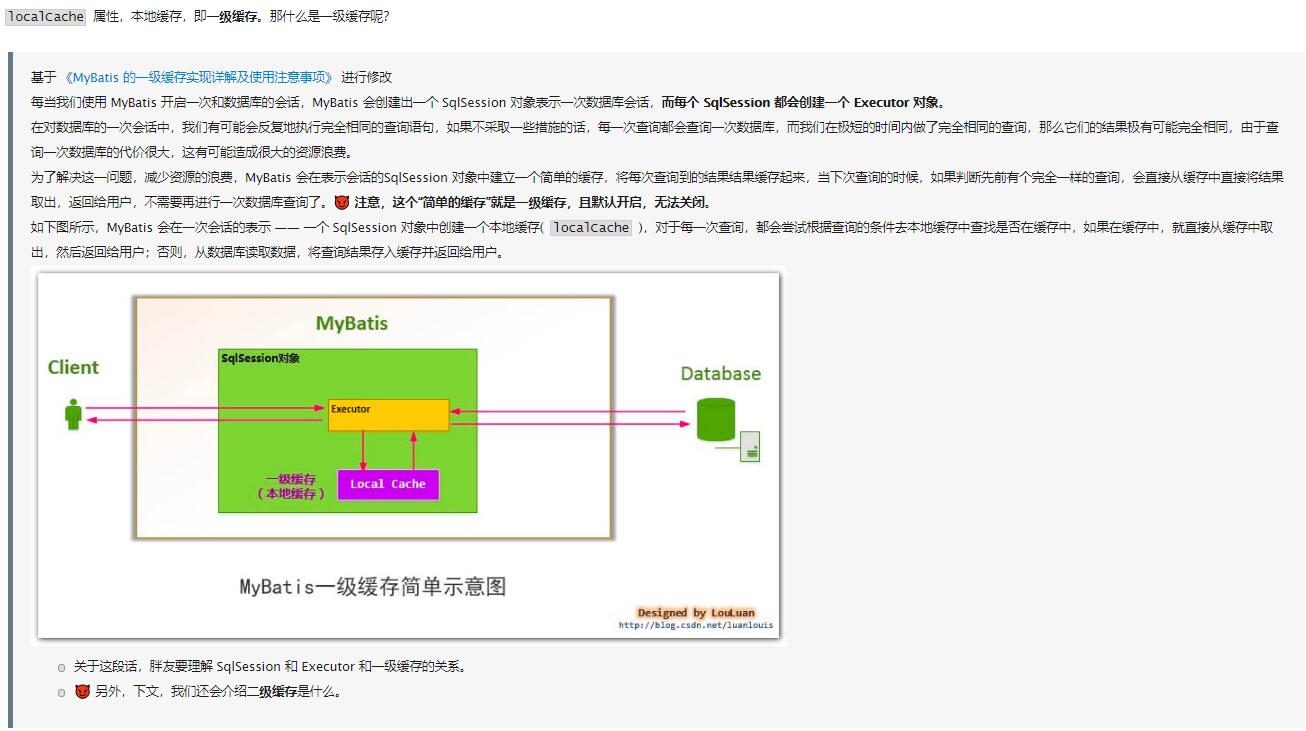 localCache 属性，本地缓存，即一级缓存。那什么是一级缓存呢？
基于 《MyBatis 的一级缓存实现详解及使用注意事项》 进行修改
每当我们使用 MyBatis 开启一次和数据库的会话，MyBatis 会创建出一个 SqlSession 对象表示一次数据库会话，而每个 SqlSession 都会创建一个 Executor 对象。
在对数据库的一次会话中，我们有可能会反复地执行完全相同的查询语句，如果不采取一些措施的话，每一次查询都会查询一次数据库，而我们在极短的时间内做了完全相同的查询，那么它们的结果极有可能完全相同，由于查
询一次数据库的代价很大，这有可能造成很大的资源浪费。
为了解决这一问题，减少资源的浪费，MyBatis 会在表示会话的SqlSession 对象中建立一个简单的缓存，将每次查询到的结果结果缓存起来，当下次查询的时候，如果判断先前有个完全一样的查询，会直接从缓存中直接将结果
取出，返回给用户，不需要再进行一次数据库查询了。😈 注意，这个“简单的缓存”就是一级缓存，且默认开启，无法关闭。
如下图所示，MyBatis 会在一次会话的表示 —— 一个 SqlSession 对象中创建一个本地缓存( localCache )，对于每一次查询，都会尝试根据查询的条件去本地缓存中查找是否在缓存中，如果在缓存中，就直接从缓存中取
出，然后返回给用户；否则，从数据库读取数据，将查询结果存入缓存并返回给用户。
MyBatis
SqlSession对象
Client
Database
Executor
一级缓存
（本地缓存）
Local Cache
MyBatis一级缓存简单示意图
Designed by LouLuan
http://blog.csdn.net/luanlouis
关于这段话，胖友要理解 SqlSession 和 Executor 和一级缓存的关系。
😈 另外，下文，我们还会介绍二级缓存是什么。